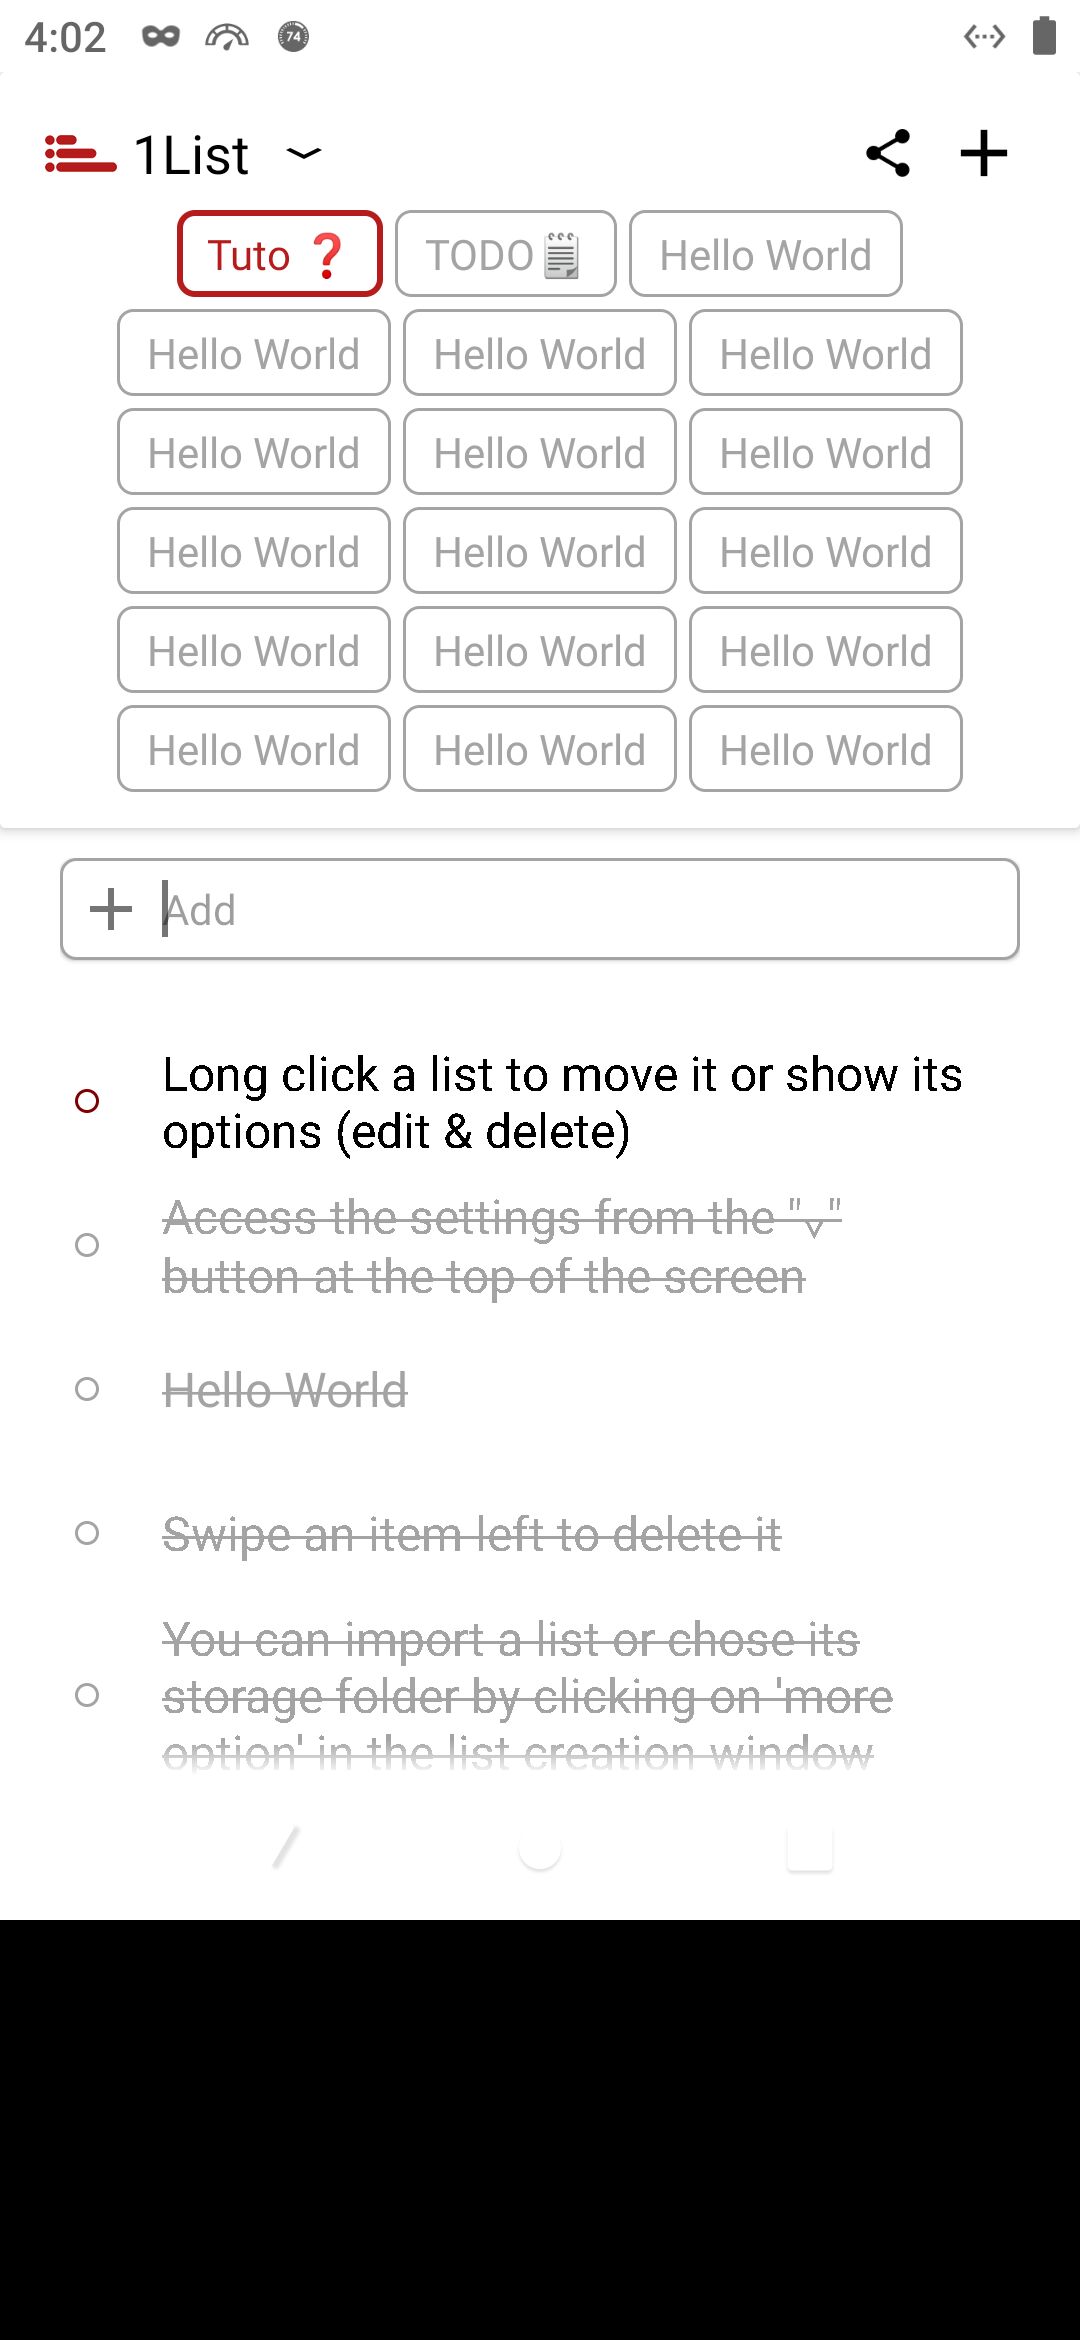 4:02
74
1List
Tuto ❓ TODO🗒 Hello World
Hello World Hello World Hello World
Hello World Hello World Hello World
Hello World Hello World Hello World
Hello World Hello World Hello World
Hello World Hello World Hello World
Add
Long click a list to move it or show its
options (edit & delete)
Access the settings from the "⌄"
button at the top of the screen
Hello World
Swipe an item left to delete it
You can import a list or chose its
storage folder by clicking on 'more
option' in the list creation window